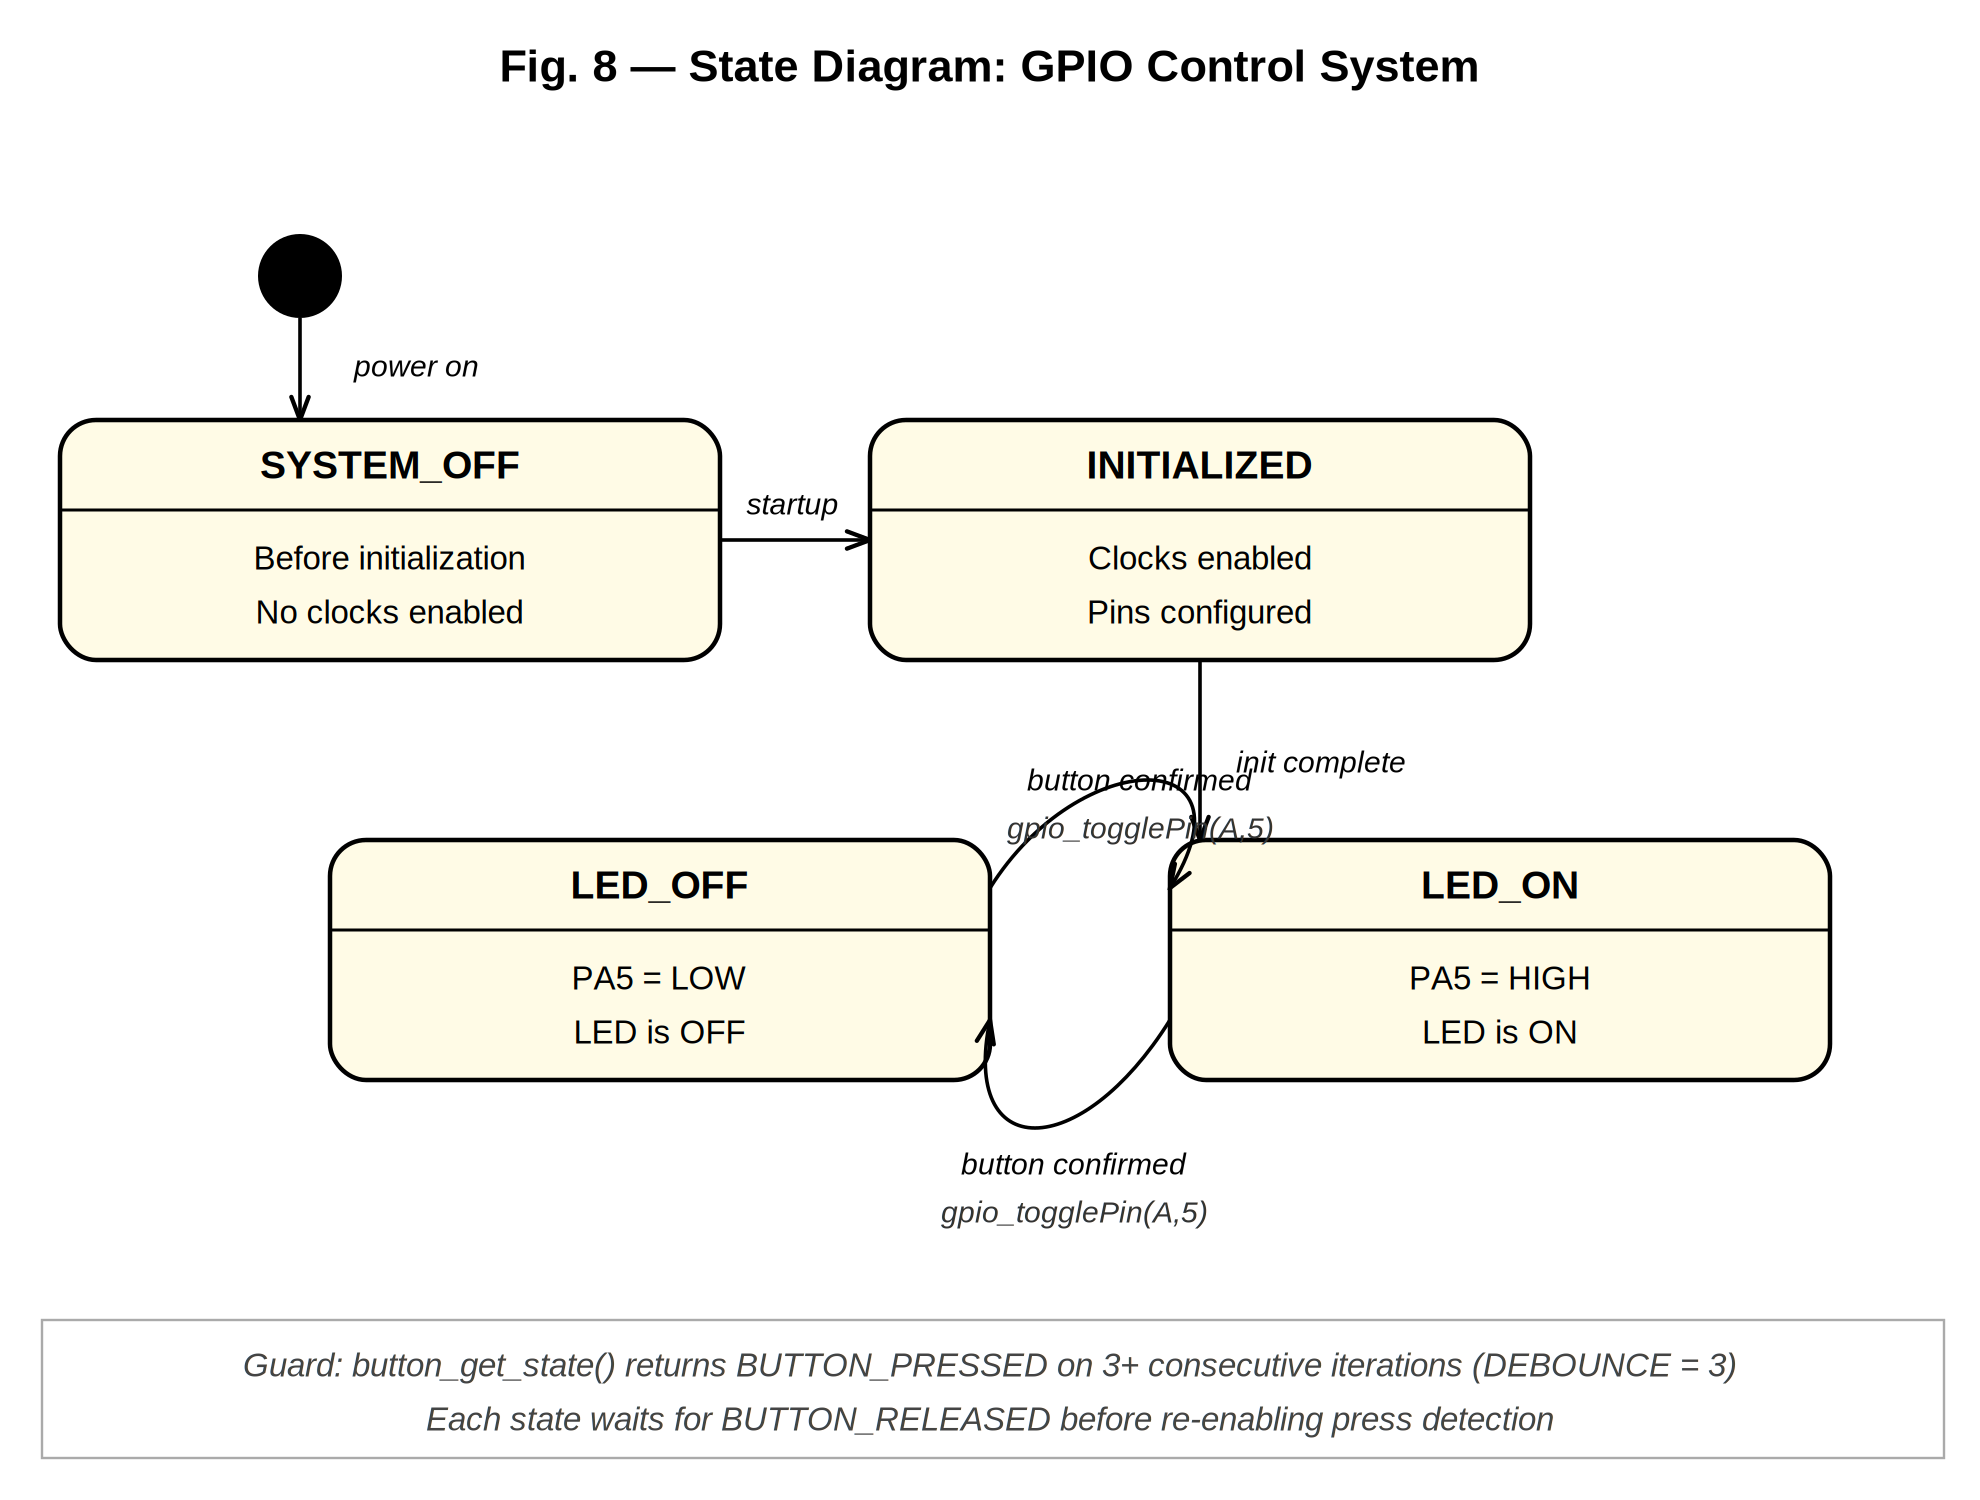 Fig. 8 — State Diagram: GPIO Control System
power on
SYSTEM_OFF
Before initialization
No clocks enabled
startup
INITIALIZED
Clocks enabled
Pins configured
init complete
button confirmed
gpio_togglePin(A,5)
LED_OFF
PA5 = LOW
LED is OFF
LED_ON
PA5 = HIGH
LED is ON
button confirmed
gpio_togglePin(A,5)
Guard: button_get_state() returns BUTTON_PRESSED on 3+ consecutive iterations (DEBOUNCE = 3)
Each state waits for BUTTON_RELEASED before re-enabling press detection